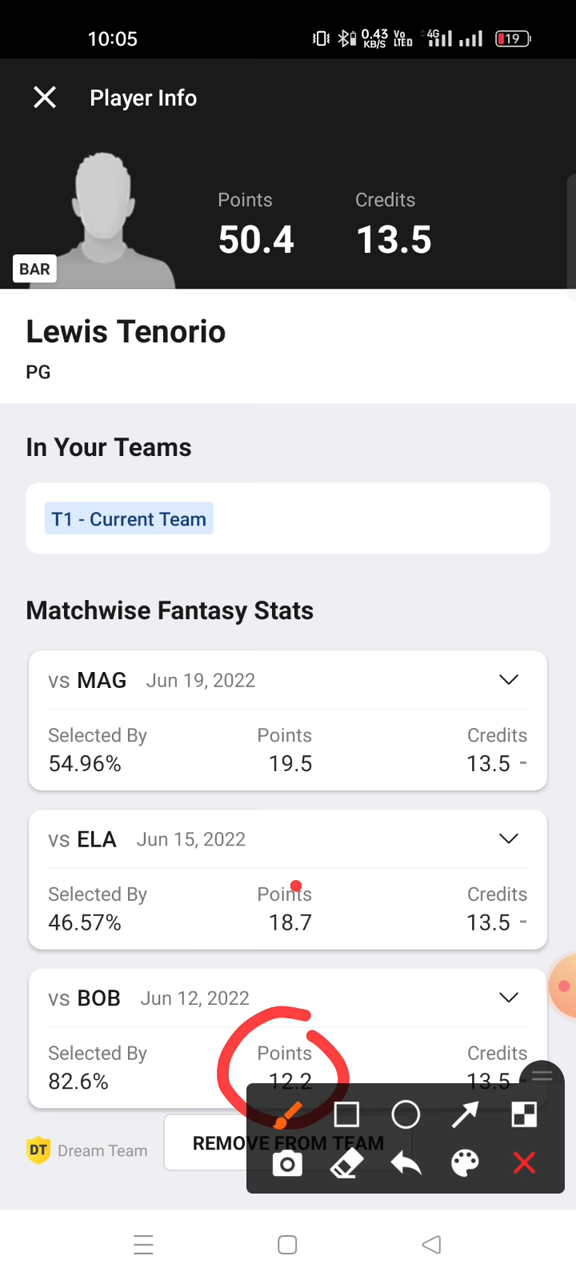 10:05
0.43 KB/S
Vo LTE D
4G
19
Player Info
Points
Credits
50.4
13.5
BAR
Lewis Tenorio
PG
In Your Teams
T1 - Current Team
Matchwise Fantasy Stats
vs MAG Jun 19, 2022
Selected By Points Credits
54.96% 19.5 13.5 -
vs ELA Jun 15, 2022
Selected By Points Credits
46.57% 18.7 13.5 -
vs BOB Jun 12, 2022
Selected By Points Credits
82.6% 12.2 13.5 -
DT Dream Team
REMOVE FROM TEAM